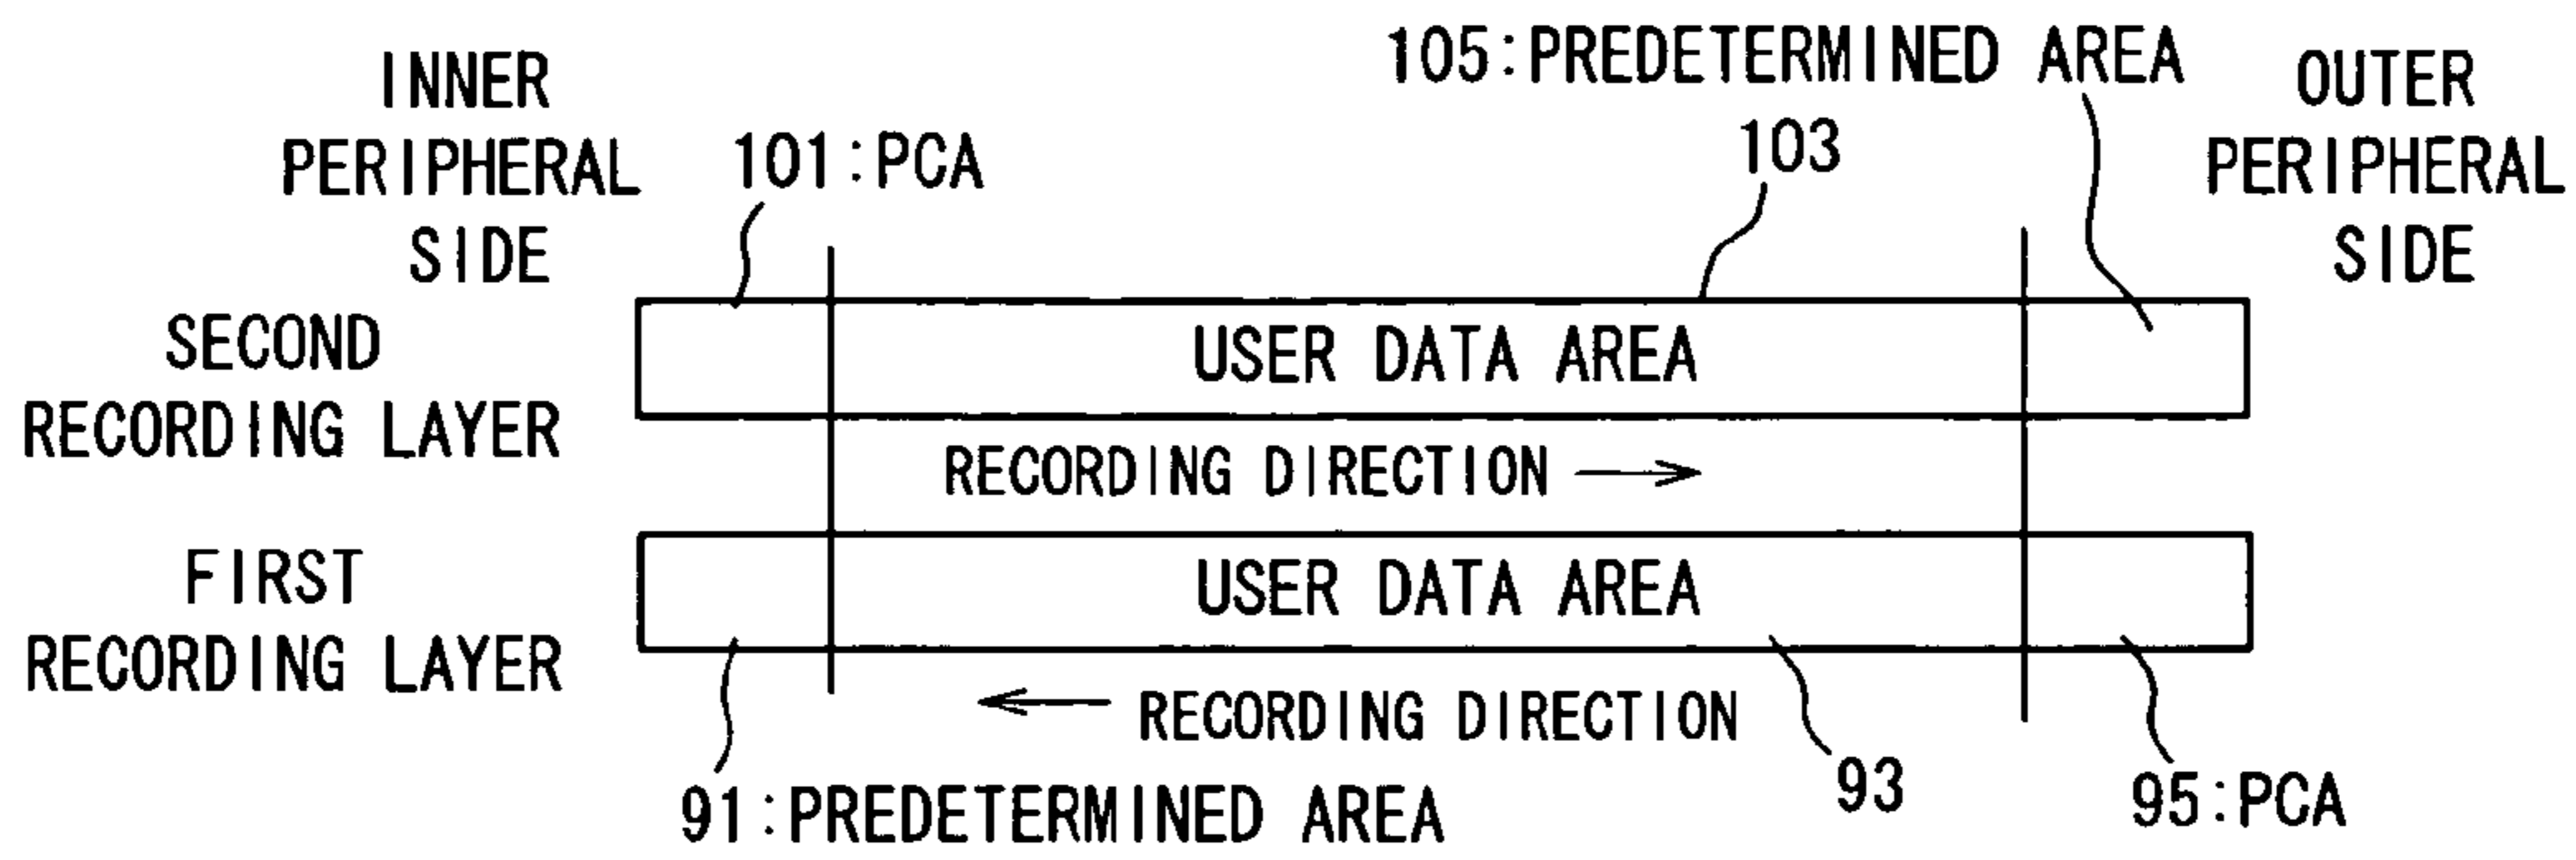 INNER
PERIPHERAL
SIDE
101:PCA
105:PREDETERMINED AREA
103
OUTER
PERIPHERAL
SIDE
SECOND
RECORDING LAYER
USER DATA AREA
RECORDING DIRECTION →
FIRST
RECORDING LAYER
USER DATA AREA
← RECORDING DIRECTION
91:PREDETERMINED AREA
93
95:PCA